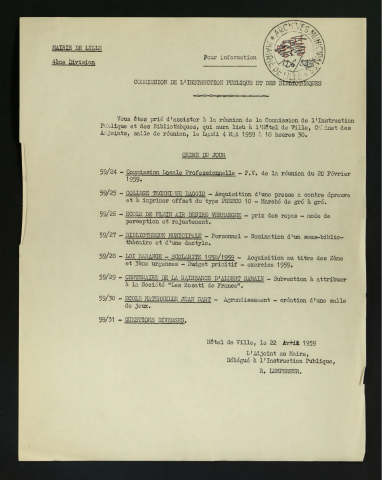 MAIRIE DE LILLE
4ème Division
Pour information
COMMISSION DE L'INSTRUCTION PUBLIQUE ET DES BIBLIOTHEQUES
Vous êtes prié d'assister à la réunion de la Commission de l'Instruction
Publique et des Bibliothèques, qui aura lieu à l'Hôtel de Ville, Cabinet des
Adjoints, salle de réunion, le Lundi 4 Mai 1959 à 18 heures 30.
ORDRE DU JOUR
59/24 - Commission Locale Professionnelle - P.V. de la réunion du 20 Février
1959.
59/25 - COLLEGE TECHNIQUE BAGGIO - Acquisition d'une presse à contre épreuve
et à imprimer offset du type 10 - Marché de gré à gré.
59/26 - ECOLE DE PLEIN AIR DESIRE VERHAEGHE - prix des repas - mode de
perception et rajustement.
59/27 - BIBLIOTHEQUE MUNICIPALE - Personnel - Nomination d'un sous-biblio-
thécaire et d'une dactylo.
59/28 - LOI BARANGE - SCOLARITE 1958/1959 - Acquisition au titre des 2ème
et 3ème urgences - Budget primitif - exercice 1959.
59/29 - CENTENAIRE DE LA NAISSANCE D'ALBERT SAMAIN - Subvention à attribuer
à la Société "Les Rosati de France".
59/30 - ECOLE MATERNELLE JEAN BART - Agrandissement - création d'une salle
de jeux.
59/31 - QUESTIONS DIVERSES.
Hôtel de Ville, le 22 Avril 1959
L'Adjoint au Maire,
Délégué à l'Instruction Publique,
R. LEMPEREUR.